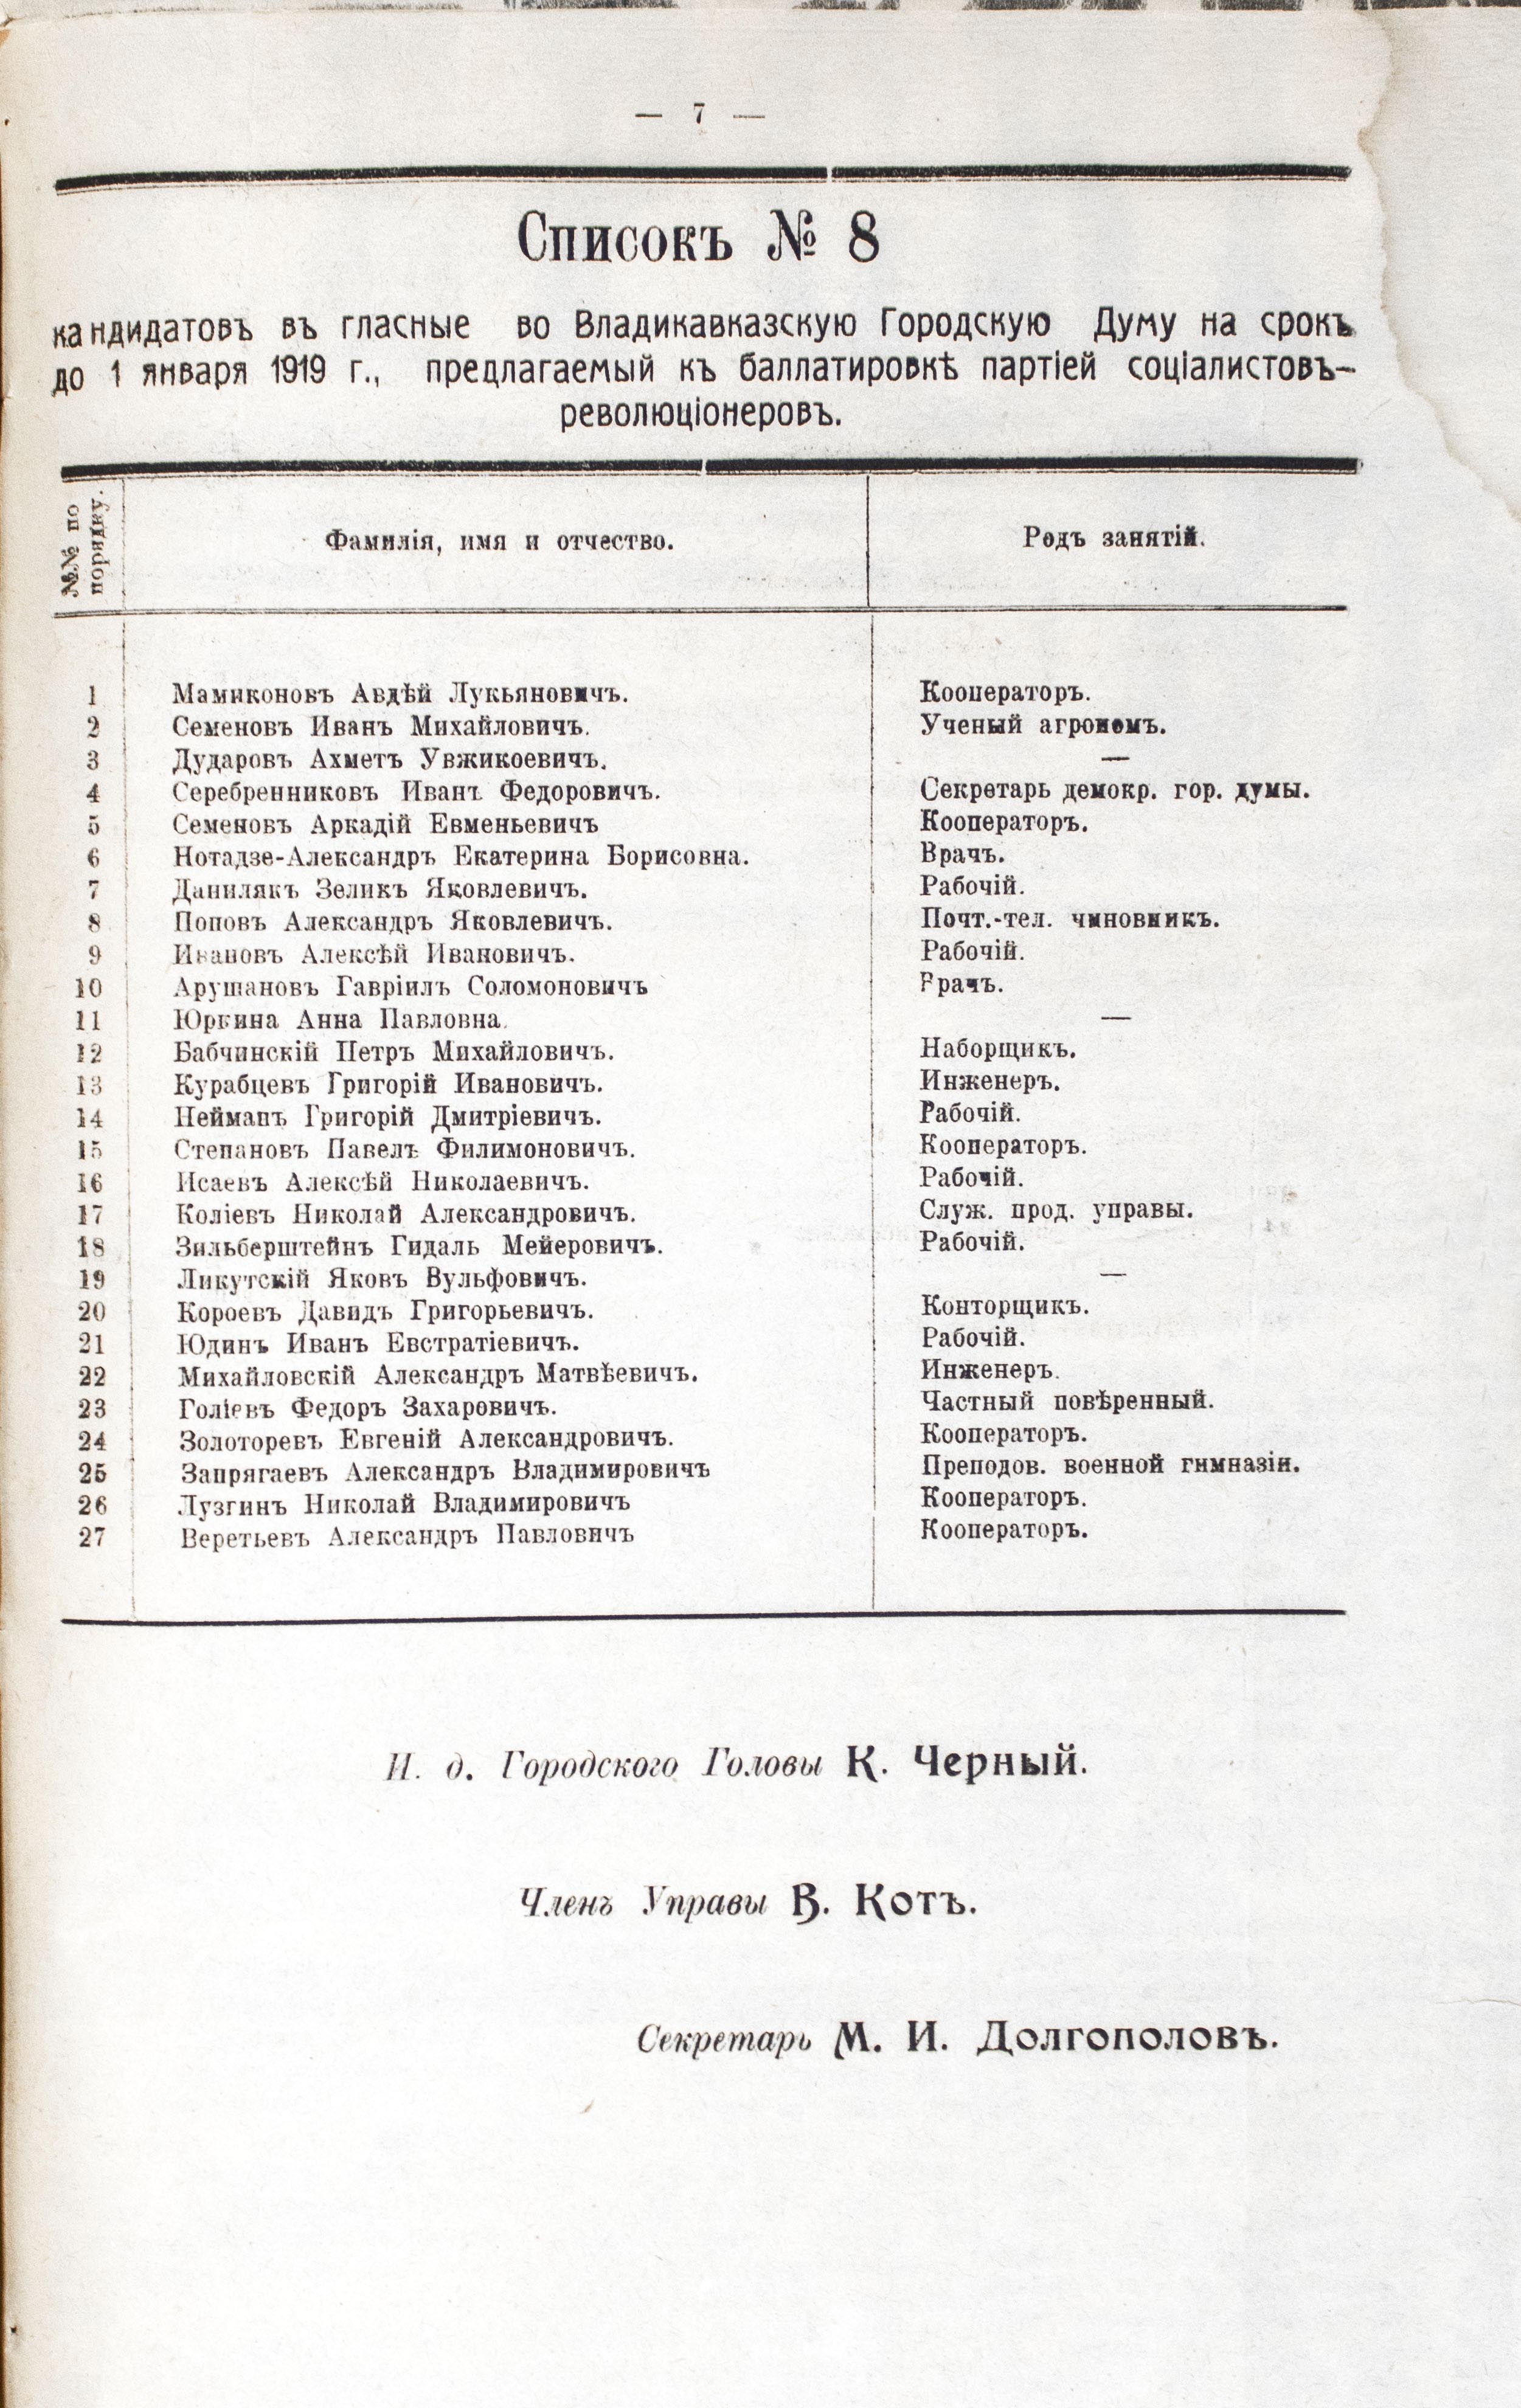 — 7 —
Списокъ № 8
кандидатовъ въ гласные во Владикавказскую Городскую Думу на срокъ
до 1 января 1919 г., предлагаемый къ баллатировкѣ партіей соціалистовъ-
революціонеровъ.
№№ по порядку. Фамилія, имя и отчество. Родъ занятій.
1 Мамиконовъ Авдѣй Лукьяновичъ. Кооператоръ.
2 Семеновъ Иванъ Михайловичъ. Ученый агрономъ.
3 Дударовъ Ахметъ Увжикоевичъ. —
4 Серебренниковъ Иванъ Федоровичъ. Секретарь демокр. гор. думы.
5 Семеновъ Аркадій Евменьевичъ Кооператоръ.
6 Нотадзе-Александръ Екатерина Борисовна. Врачъ.
7 Данилякъ Зеликъ Яковлевичъ. Рабочій.
8 Поповъ Александръ Яковлевичъ. Почт.-тел. чиновникъ.
9 Ивановъ Алексѣй Ивановичъ. Рабочій.
10 Арушановъ Гавріилъ Соломоновичъ Врачъ.
11 Юркина Анна Павловна. —
12 Бабчинскій Петръ Михайловичъ. Наборщикъ.
13 Курабцевъ Григорій Ивановичъ. Инженеръ.
14 Нейманъ Григорій Дмитріевичъ. Рабочій.
15 Степановъ Павелъ Филимоновичъ. Кооператоръ.
16 Исаевъ Алексѣй Николаевичъ. Рабочій.
17 Коліевъ Николай Александровичъ. Служ. прод. управы.
18 Зильберштейнъ Гидаль Мейеровичъ. Рабочій.
19 Ликутскій Яковъ Вульфовичъ. —
20 Короевъ Давидъ Григорьевичъ. Конторщикъ.
21 Юдинъ Иванъ Евстратіевичъ. Рабочій.
22 Михайловскій Александръ Матвѣевичъ. Инженеръ.
23 Голіевъ Федоръ Захаровичъ. Частный повѣренный.
24 Золоторевъ Евгеній Александровичъ. Кооператоръ.
25 Запрягаевъ Александръ Владимировичъ Преподов. военной гимназіи.
26 Лузгинъ Николай Владимировичъ Кооператоръ.
27 Веретьевъ Александръ Павловичъ Кооператоръ.
И. д. Городского Головы К. Черный.
Членъ Управы В. Котъ.
Секретарь М. И. Долгополовъ.